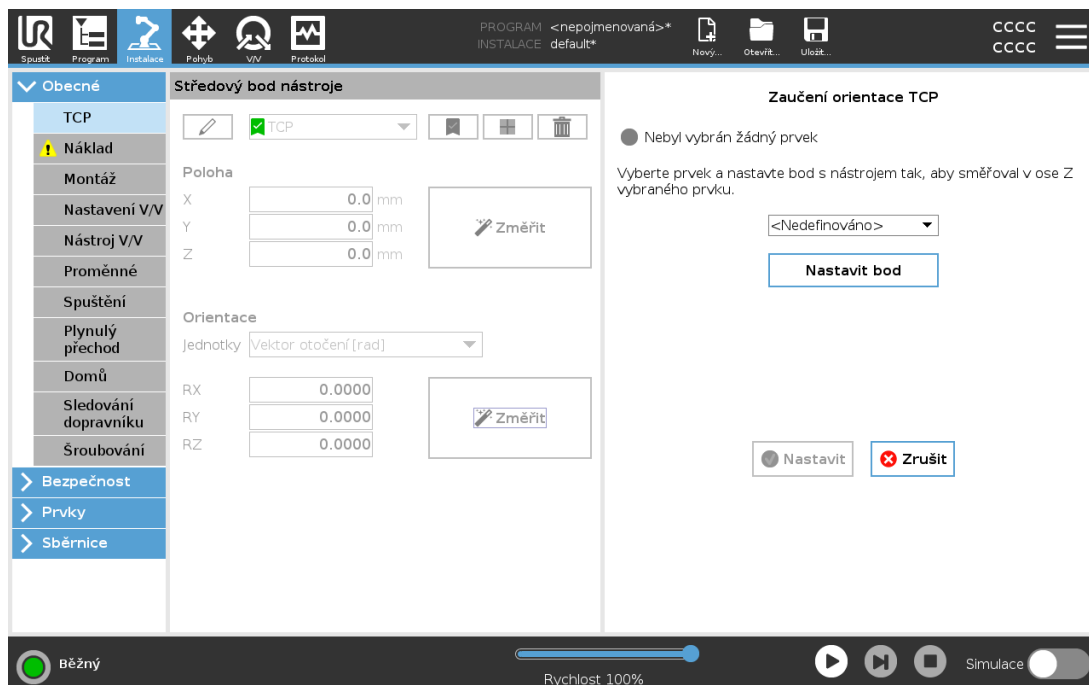 UR
Spustit
Program
Instalace
Pohyb
V/V
Protokol
PROGRAM <nepojmenovaná>*
INSTALACE default*
Nový...
Otevřít...
Uložit...
CCCC
CCCC
Obecné
TCP
Náklad
Montáž
Nastavení V/V
Nástroj V/V
Proměnné
Spuštění
Plynulý
přechod
Domů
Sledování
dopravníku
Šroubování
Bezpečnost
Prvky
Sběrnice
Středový bod nástroje
TCP
Poloha
X 0.0 mm
Y 0.0 mm
Z 0.0 mm
Změřit
Orientace
Jednotky Vektor otočení [rad]
RX 0.0000
RY 0.0000
RZ 0.0000
Změřit
Zaučení orientace TCP
Nebyl vybrán žádný prvek
Vyberte prvek a nastavte bod s nástrojem tak, aby směřoval v ose Z
vybraného prvku.
<Nedefinováno>
Nastavit bod
Nastavit
Zrušit
Běžný
Rychlost 100%
Simulace